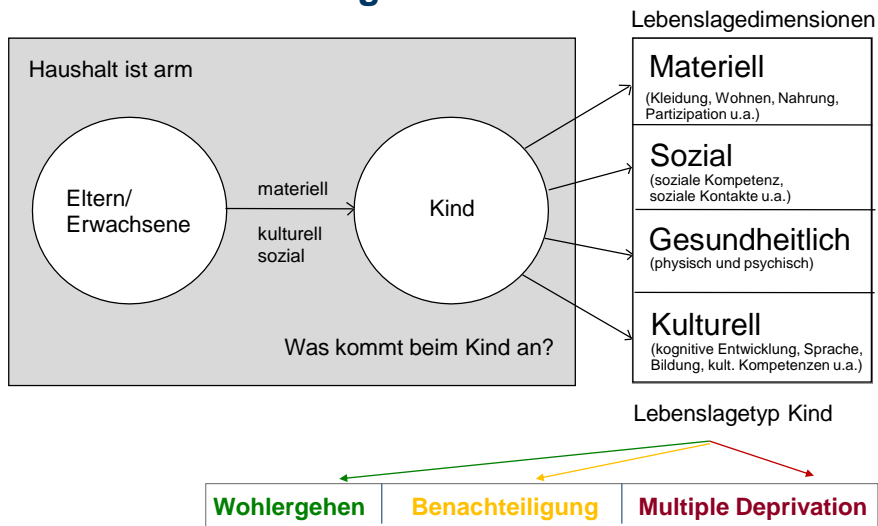 Lebenslagedimensionen
Haushalt ist arm
Eltern/
Erwachsene
materiell
kulturell
sozial
Kind
Was kommt beim Kind an?
Materiell
(Kleidung, Wohnen, Nahrung,
Partizipation u.a.)
Sozial
(soziale Kompetenz,
soziale Kontakte u.a.)
Gesundheitlich
(physisch und psychisch)
Kulturell
(kognitive Entwicklung, Sprache,
Bildung, kult. Kompetenzen u.a.)
Lebenslagetyp Kind
Wohlergehen
Benachteiligung
Multiple Deprivation